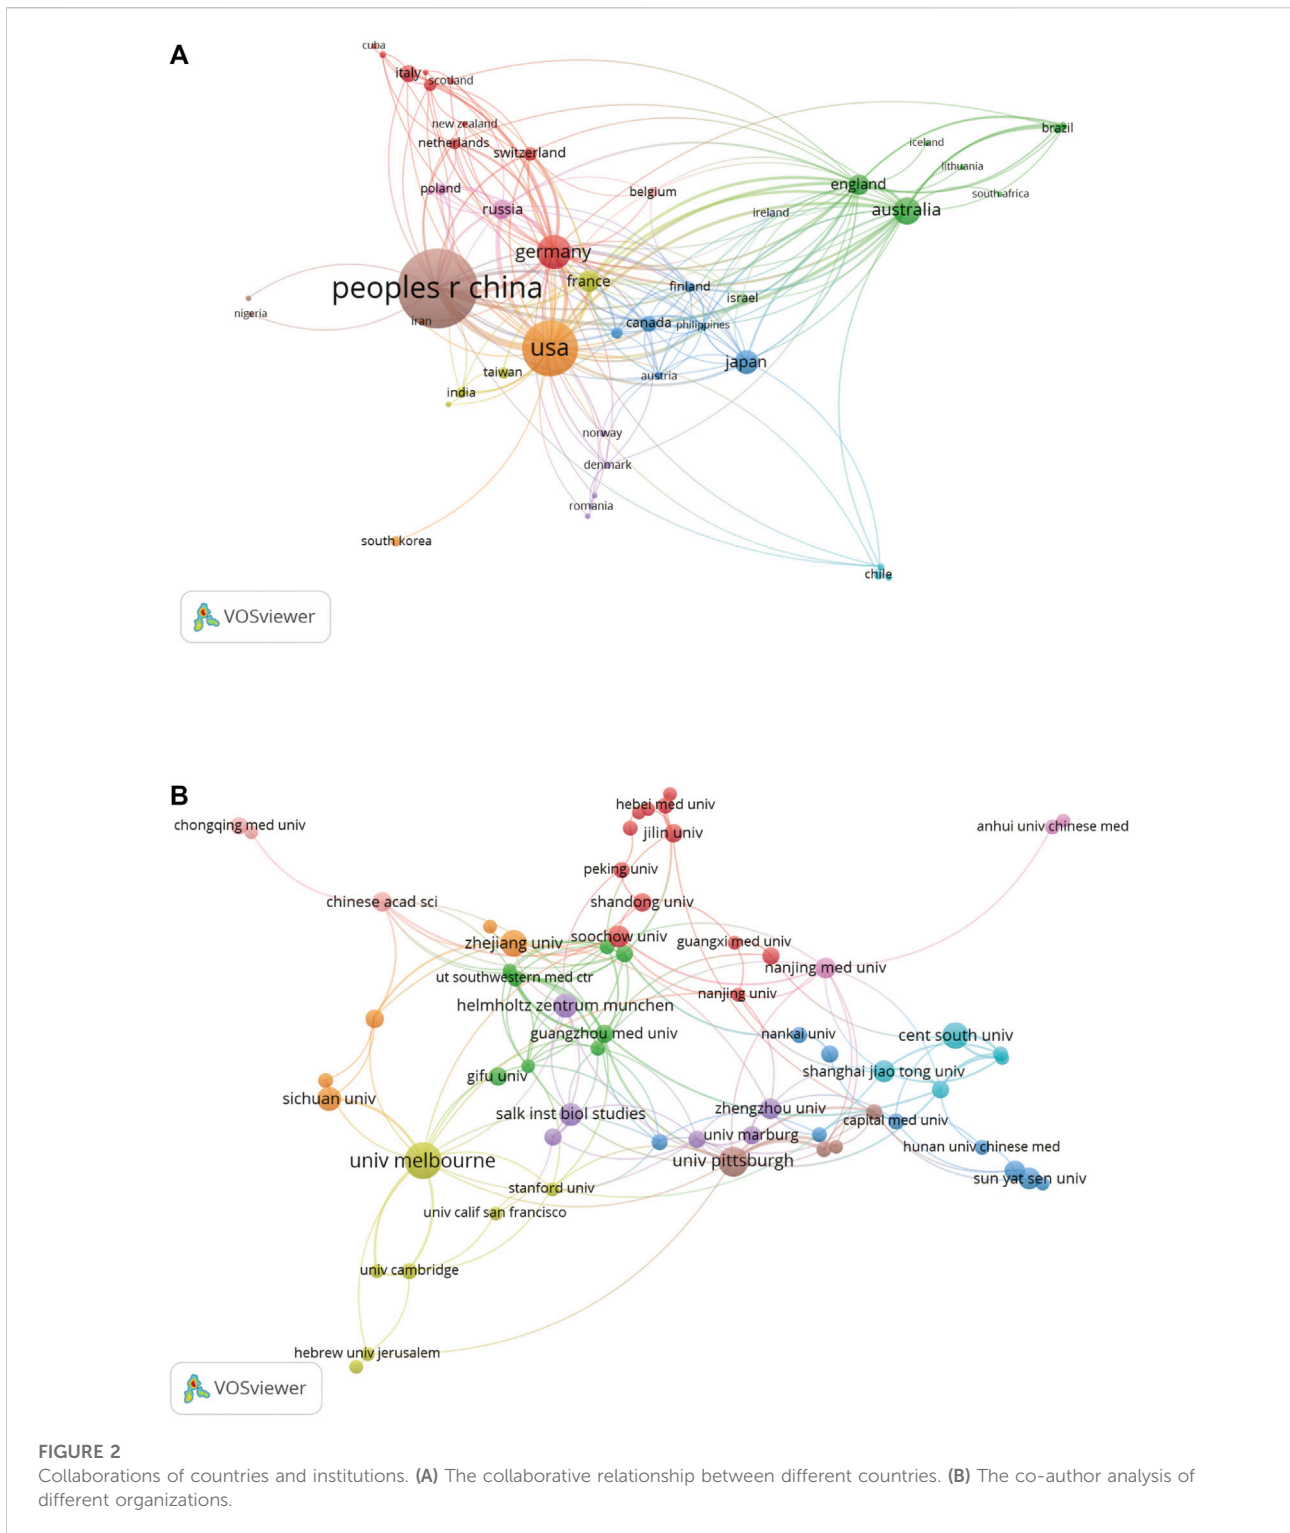 A
cuba
italy
scotland
new zealand
netherlands
switzerland
poland
russia
belgium
germany
france
peoples r china
iran
nigeria
usa
taiwan
india
england
australia
brazil
iceland
lithuania
south africa
ireland
finland
israel
canada
philippines
japan
austria
norway
denmark
romania
south korea
chile
VOSviewer
B
chongqing med univ
chinese acad sci
hebei med univ
jilin univ
peking univ
shandong univ
anhui univ chinese med
zhejiang univ
soochow univ
guangxi med univ
nanjing med univ
ut southwestern med ctr
nanjing univ
helmholtz zentrum munchen
guangzhou med univ
nankai univ
cent south univ
gifu univ
shanghai jiao tong univ
sichuan univ
salk inst biol studies
zhengzhou univ
capital med univ
univ marburg
hunan univ chinese med
univ melbourne
univ pittsburgh
sun yat sen univ
stanford univ
univ calif san francisco
univ cambridge
hebrew univ jerusalem
VOSviewer
FIGURE 2
Collaborations of countries and institutions. (A) The collaborative relationship between different countries. (B) The co-author analysis of
different organizations.